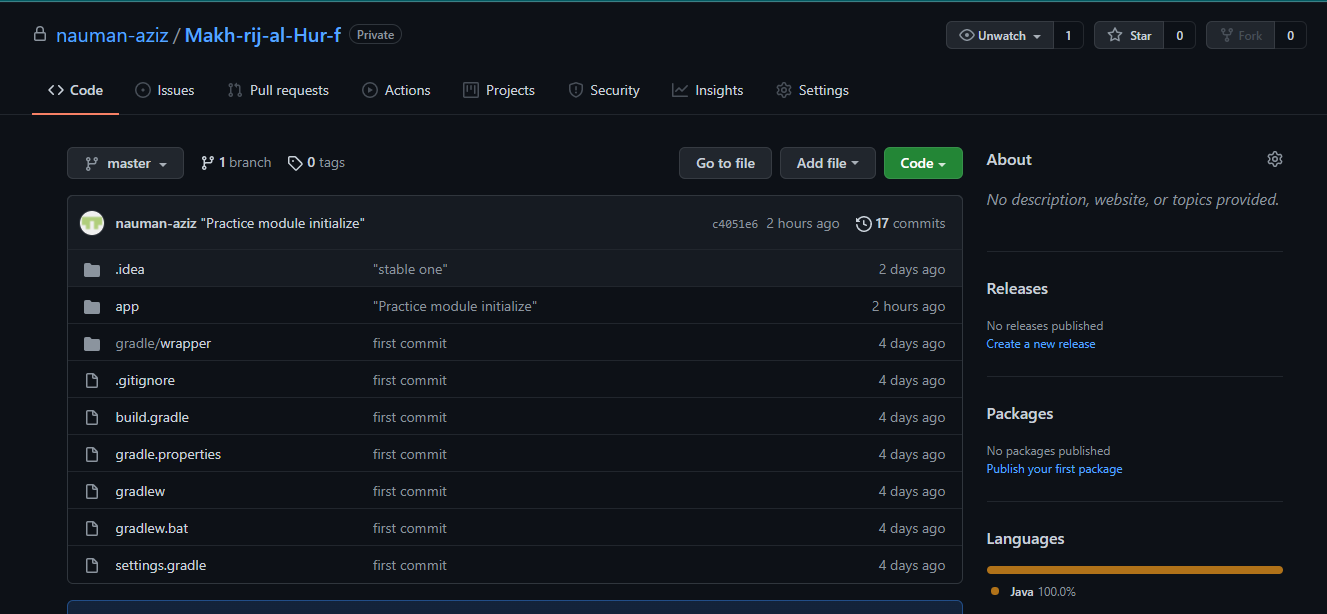 nauman-aziz / Makh-rij-al-Hur-f Private
Unwatch 1 Star 0 Fork 0
Code Issues Pull requests Actions Projects Security Insights Settings
master 1 branch 0 tags Go to file Add file Code
nauman-aziz "Practice module initialize" c4051e6 2 hours ago 17 commits
.idea "stable one" 2 days ago
app "Practice module initialize" 2 hours ago
gradle/wrapper first commit 4 days ago
.gitignore first commit 4 days ago
build.gradle first commit 4 days ago
gradle.properties first commit 4 days ago
gradlew first commit 4 days ago
gradlew.bat first commit 4 days ago
settings.gradle first commit 4 days ago
About
No description, website, or topics provided.
Releases
No releases published
Create a new release
Packages
No packages published
Publish your first package
Languages
Java 100.0%